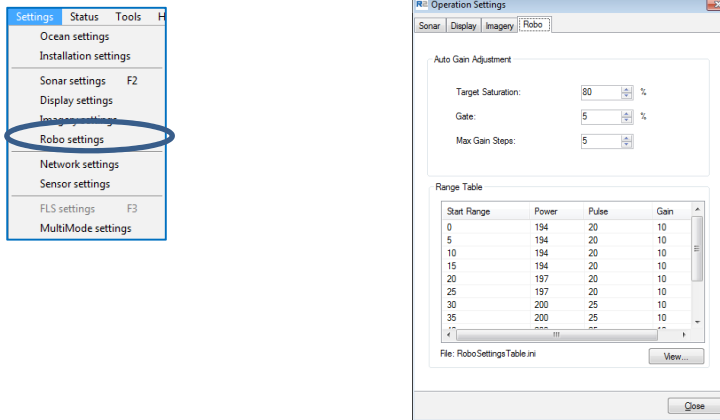 Settings Status Tools H
Ocean settings
Installation settings
Sonar settings F2
Display settings
Imagery settings
Robo settings
Network settings
Sensor settings
FLS settings F3
MultiMode settings
R2 Operation Settings
Sonar Display Imagery Robo
Auto Gain Adjustment
Target Saturation: 80 %
Gate: 5 %
Max Gain Steps: 5
Range Table
Start Range Power Pulse Gain
0 194 20 10
5 194 20 10
10 194 20 10
15 194 20 10
20 197 20 10
25 197 20 10
30 200 25 10
35 200 25 10
File: RoboSettingsTable.ini View...
Close